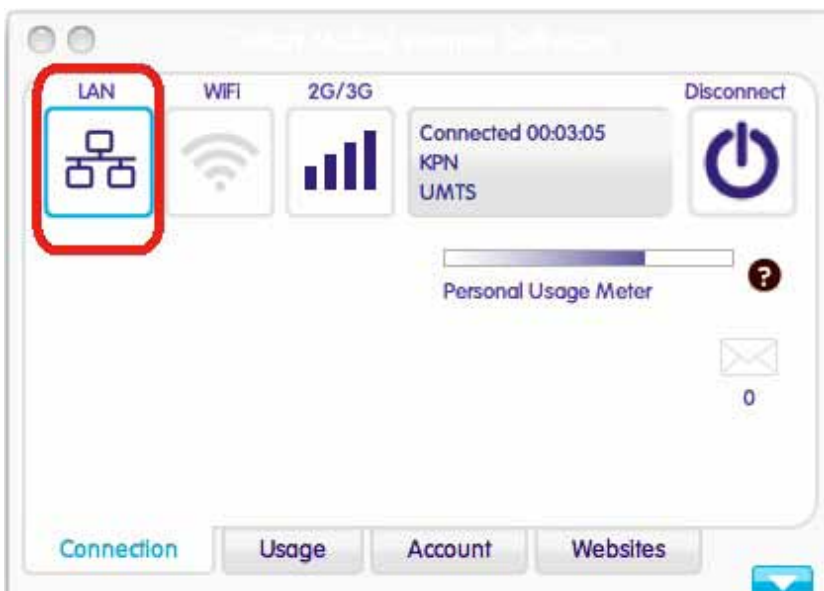 LAN WiFi 2G/3G Disconnect
Connected 00:03:05
KPN
UMTS
?
Personal Usage Meter
0
Connection Usage Account Websites